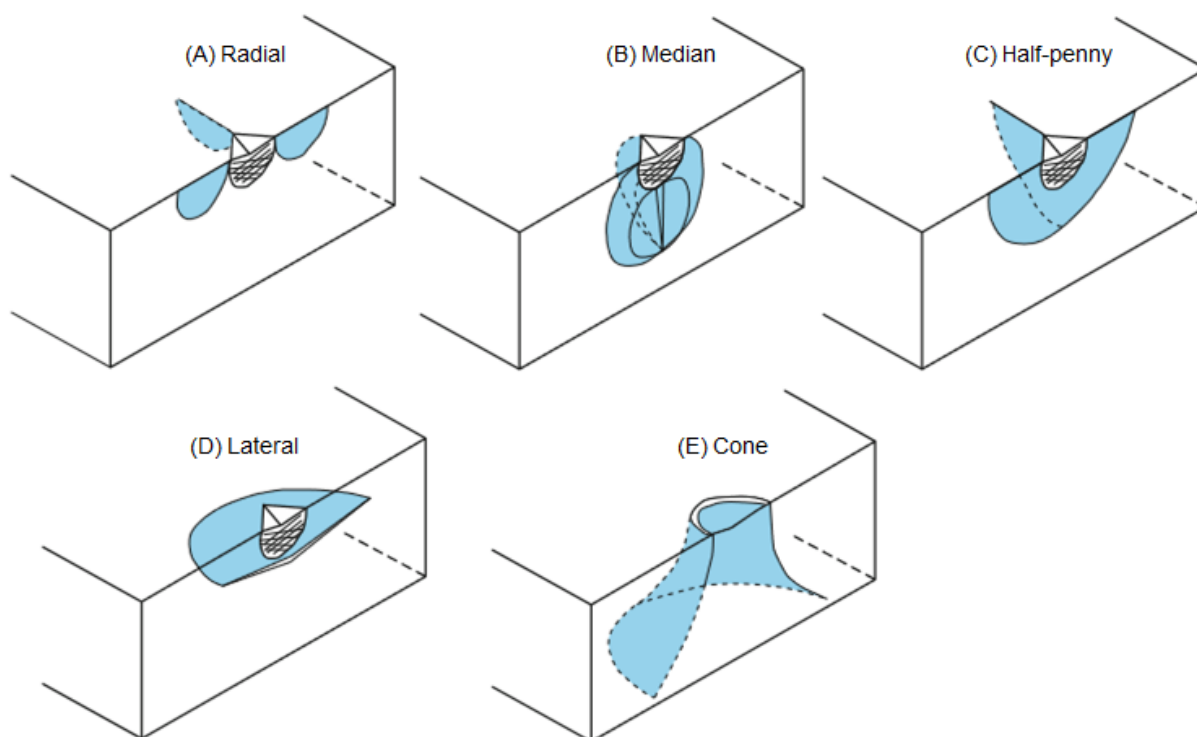 (A) Radial
(B) Median
(C) Half-penny
(D) Lateral
(E) Cone